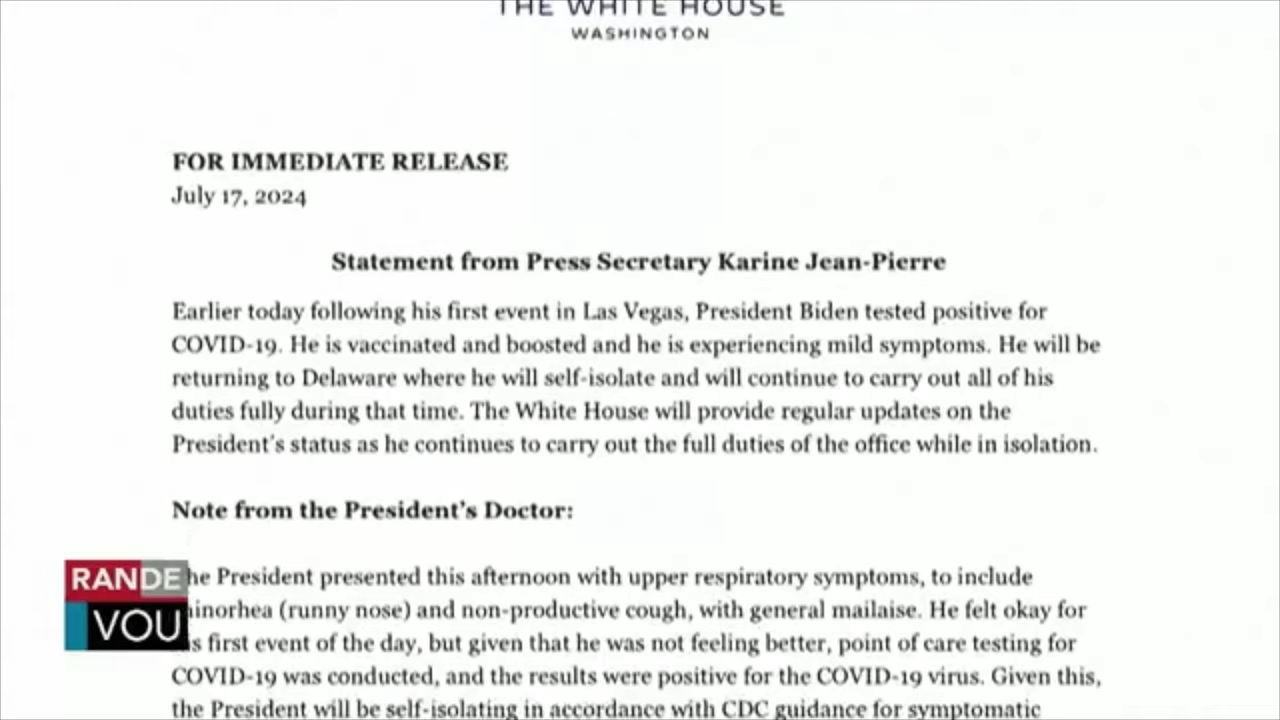 THE WHITE HOUSE
WASHINGTON
FOR IMMEDIATE RELEASE
July 17, 2024
Statement from Press Secretary Karine Jean-Pierre
Earlier today following his first event in Las Vegas, President Biden tested positive for
COVID-19. He is vaccinated and boosted and he is experiencing mild symptoms. He will be
returning to Delaware where he will self-isolate and will continue to carry out all of his
duties fully during that time. The White House will provide regular updates on the
President's status as he continues to carry out the full duties of the office while in isolation.
Note from the President's Doctor:
he President presented this afternoon with upper respiratory symptoms, to include
inorhea (runny nose) and non-productive cough, with general mailaise. He felt okay for
s first event of the day, but given that he was not feeling better, point of care testing for
COVID-19 was conducted, and the results were positive for the COVID-19 virus. Given this,
the President will be self-isolating in accordance with CDC guidance for symptomatic
RANDE
VOU